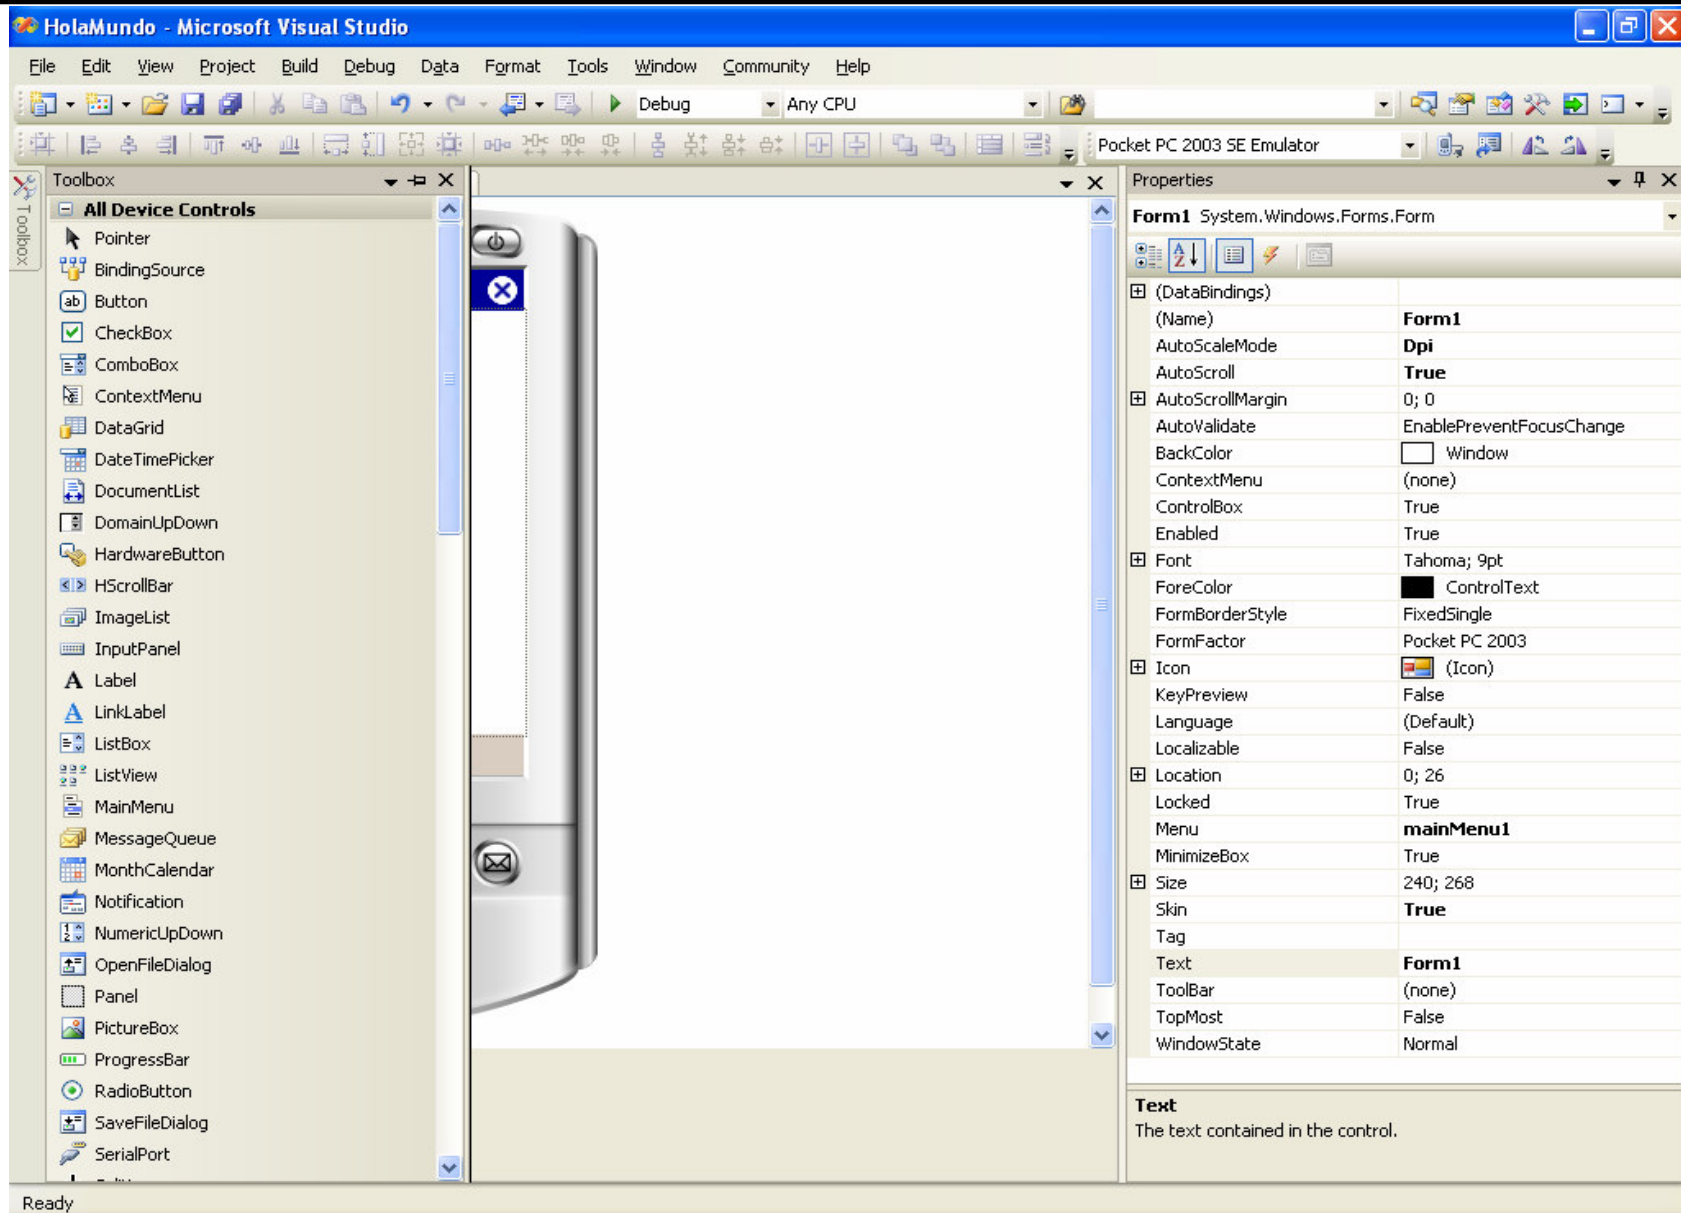 HolaMundo - Microsoft Visual Studio
File Edit View Project Build Debug Data Format Tools Window Community Help
Debug Any CPU
Pocket PC 2003 SE Emulator
Toolbox
Toolbox
All Device Controls
Pointer
BindingSource
ab Button
CheckBox
ComboBox
ContextMenu
DataGrid
DateTimePicker
DocumentList
DomainUpDown
HardwareButton
HScrollBar
ImageList
InputPanel
A Label
A LinkLabel
ListBox
ListView
MainMenu
MessageQueue
MonthCalendar
Notification
NumericUpDown
OpenFileDialog
Panel
PictureBox
ProgressBar
RadioButton
SaveFileDialog
SerialPort
Properties
Form1 System.Windows.Forms.Form
(DataBindings)
(Name) Form1
AutoScaleMode Dpi
AutoScroll True
AutoScrollMargin 0; 0
AutoValidate EnablePreventFocusChange
BackColor Window
ContextMenu (none)
ControlBox True
Enabled True
Font Tahoma; 9pt
ForeColor ControlText
FormBorderStyle FixedSingle
FormFactor Pocket PC 2003
Icon (Icon)
KeyPreview False
Language (Default)
Localizable False
Location 0; 26
Locked True
Menu mainMenu1
MinimizeBox True
Size 240; 268
Skin True
Tag
Text Form1
ToolBar (none)
TopMost False
WindowState Normal
Text
The text contained in the control.
Ready